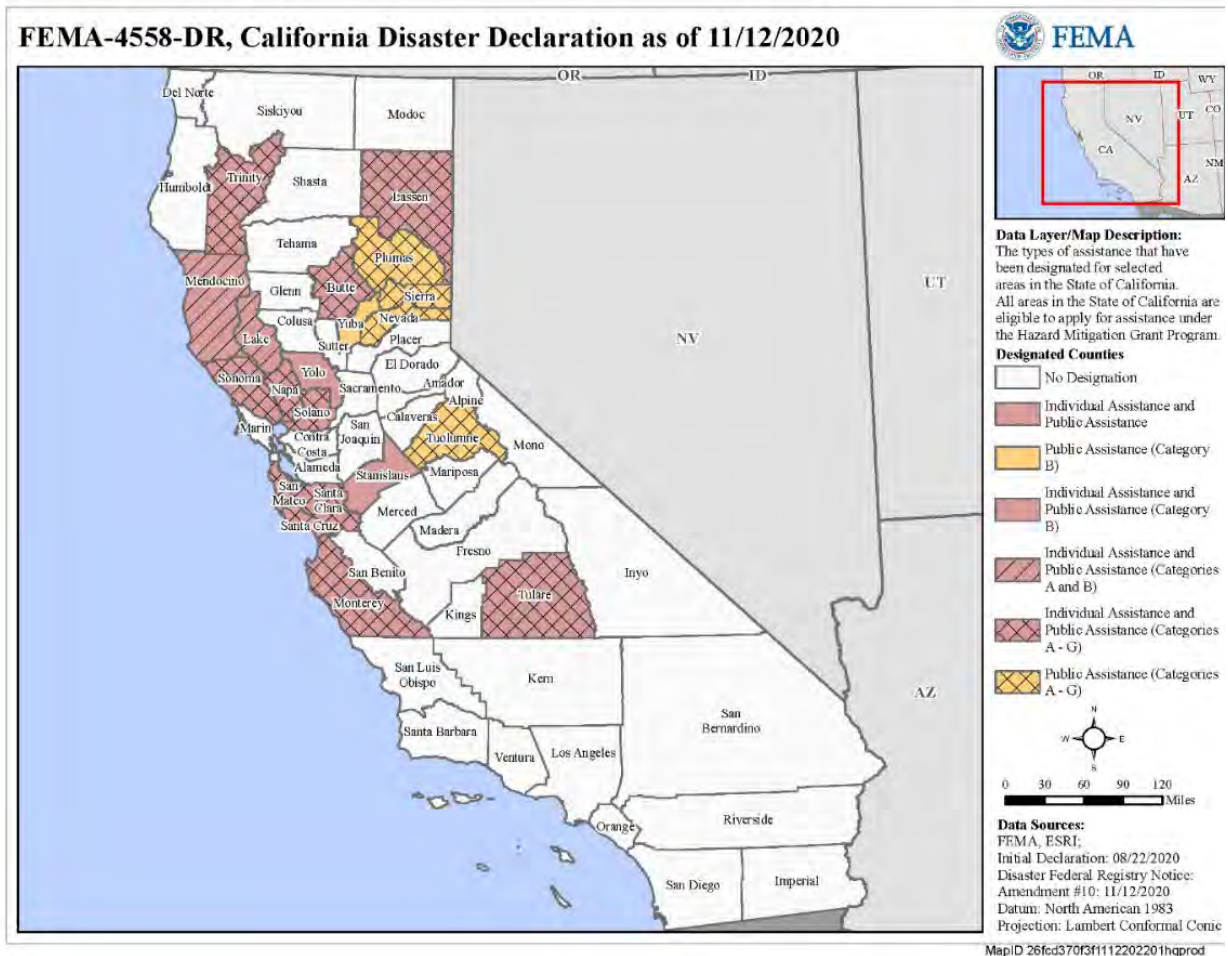 FEMA-4558-DR, California Disaster Declaration as of 11/12/2020
FEMA
OR
ID
Del Norte
Siskiyou
Modoc
Humboldt
Trinity
Shasta
Lassen
Tehama
Plumas
Mendocino
Glenn
Butte
Sierra
Colusa
Yuba
Nevada
Lake
Sutter
Placer
Sonoma
Yolo
El Dorado
Napa
Sacramento
Amador
Solano
Alpine
Marin
Calaveras
Contra
Costa
San
Joaquin
Tuolumne
Mono
Alameda
Stanislaus
Mariposa
San
Mateo
Santa
Clara
Merced
Santa Cruz
Madera
Fresno
San Benito
Inyo
Monterey
Kings
Tulare
San Luis
Obispo
Kern
San
Bernardino
Santa Barbara
Ventura
Los Angeles
Orange
Riverside
San Diego
Imperial
NV
UT
AZ
OR
ID
WY
NV
UT
CO
CA
AZ
NM
Data Layer/Map Description:
The types of assistance that have
been designated for selected
areas in the State of California.
All areas in the State of California are
eligible to apply for assistance under
the Hazard Mitigation Grant Program.
Designated Counties
No Designation
Individual Assistance and
Public Assistance
Public Assistance (Category
B)
Individual Assistance and
Public Assistance (Category
B)
Individual Assistance and
Public Assistance (Categories
A and B)
Individual Assistance and
Public Assistance (Categories
A - G)
Public Assistance (Categories
A - G)
N
W E
S
0 30 60 90 120
Miles
Data Sources:
FEMA, ESRI;
Initial Declaration: 08/22/2020
Disaster Federal Registry Notice:
Amendment #10: 11/12/2020
Datum: North American 1983
Projection: Lambert Conformal Conic
MapID 26fcd370f3f1112202201hqprod